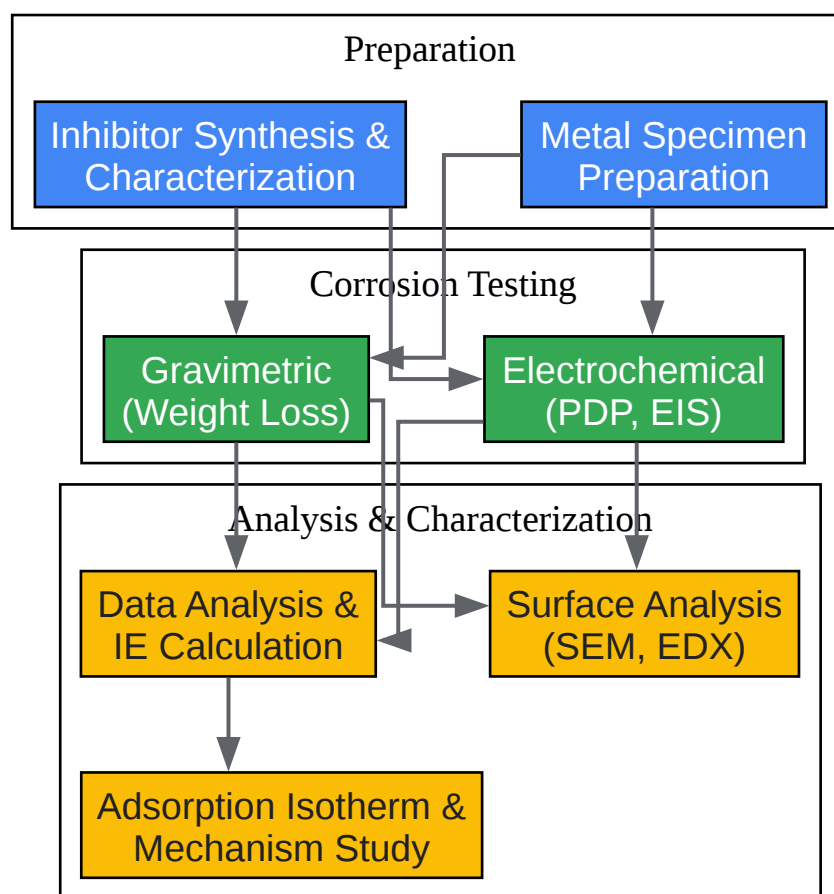 Preparation
Inhibitor Synthesis &
Characterization
Metal Specimen
Preparation
Corrosion Testing
Gravimetric
(Weight Loss)
Electrochemical
(PDP, EIS)
Analysis & Characterization
Data Analysis &
IE Calculation
Surface Analysis
(SEM, EDX)
Adsorption Isotherm &
Mechanism Study